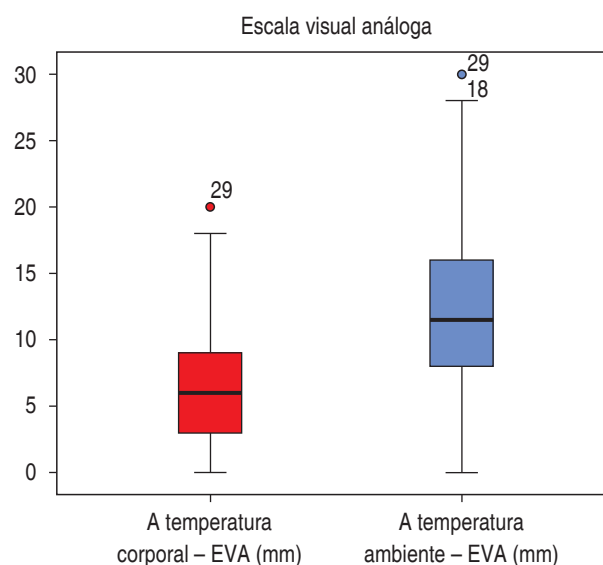 Escala visual análoga
30
25
20
15
10
5
0
29
29
18
A temperatura
corporal – EVA (mm)
A temperatura
ambiente – EVA (mm)